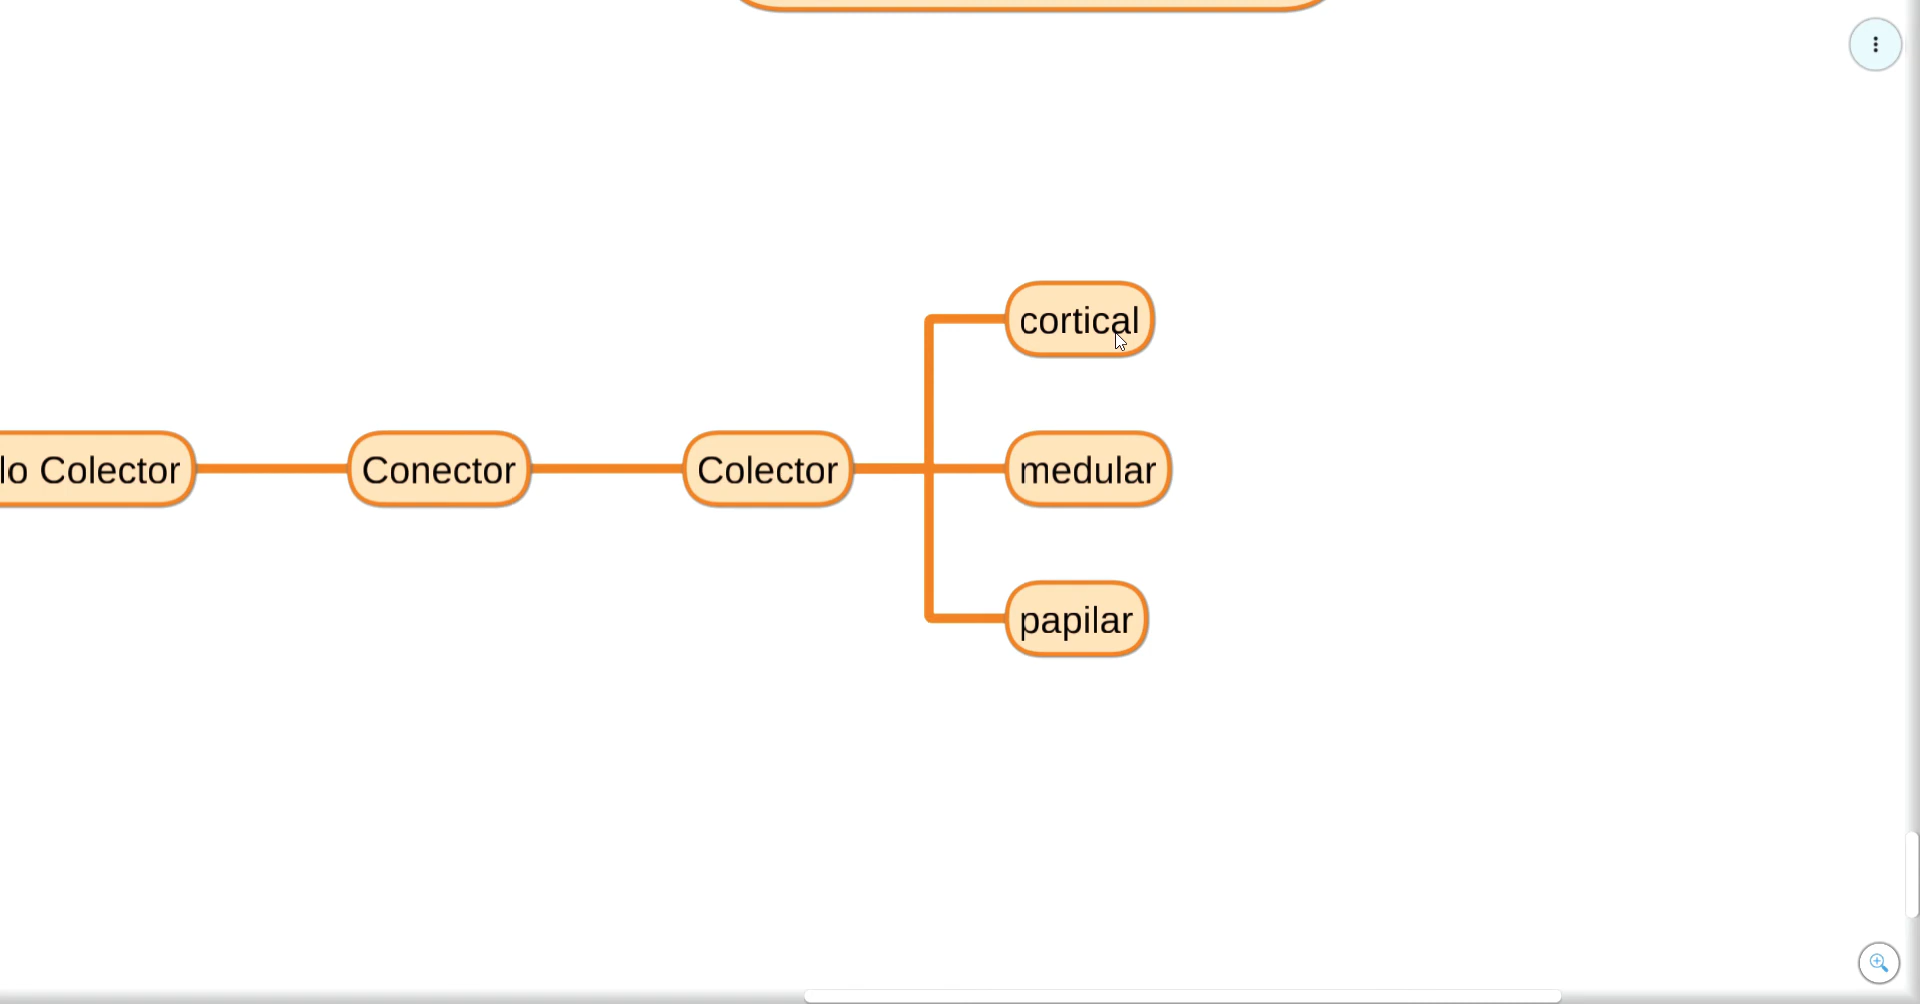 cortical
lo Colector
Conector
Colector
medular
papilar